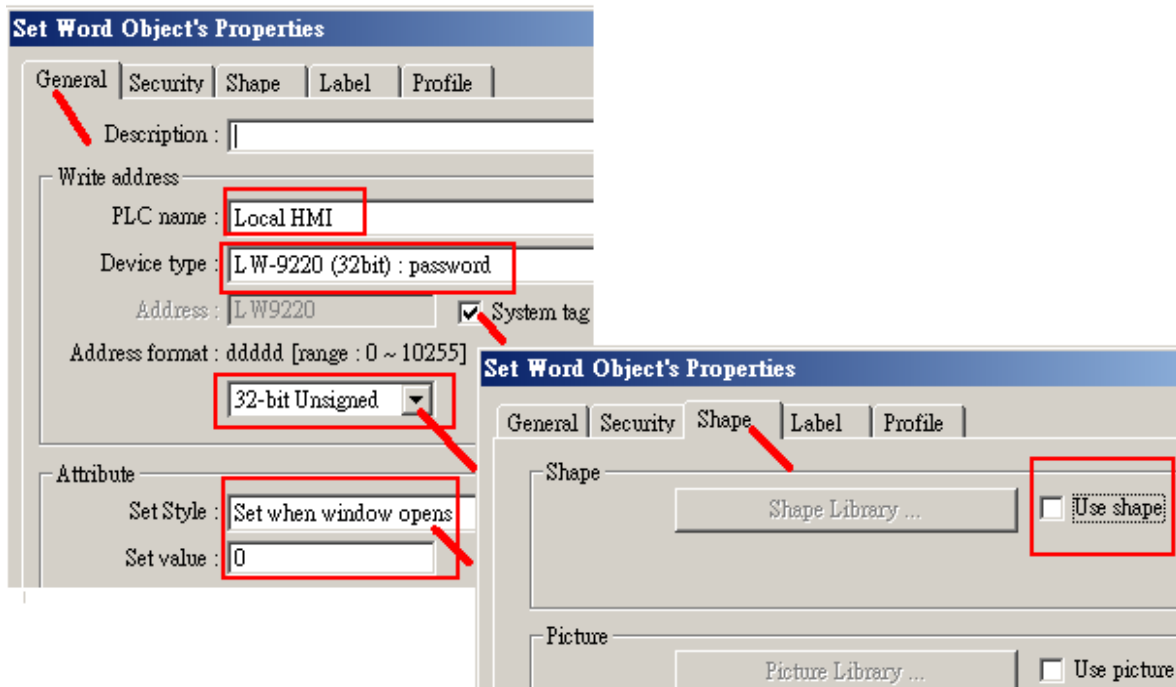 Set Word Object's Properties
General Security Shape Label Profile
Description :
Write address
PLC name : Local HMI
Device type : LW-9220 (32bit) : password
Address : LW9220 System tag
Address format : ddddd [range : 0 ~ 10255]
32-bit Unsigned
Attribute
Set Style : Set when window opens
Set value : 0
Set Word Object's Properties
General Security Shape Label Profile
Shape
Shape Library ... Use shape
Picture
Picture Library ... Use picture